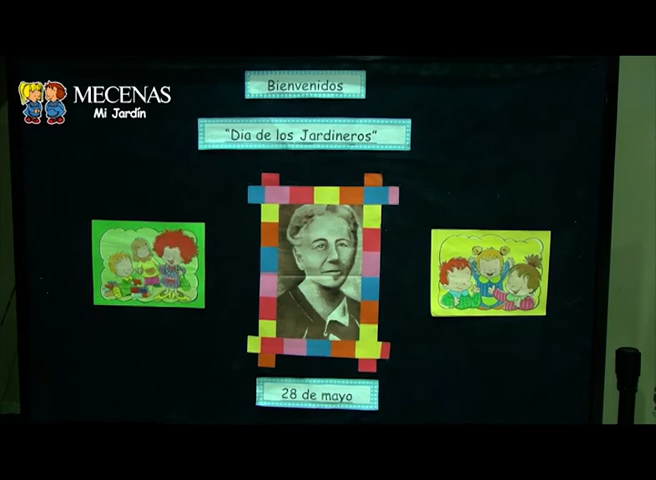 MECENAS
Mi Jardín
Bienvenidos
"Dia de los Jardineros"
28 de mayo